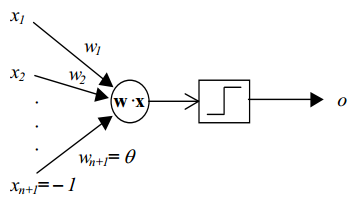 x1
w1
x2
w2
w ·x
o
.
.
.
wn+1= θ
xn+1= – 1